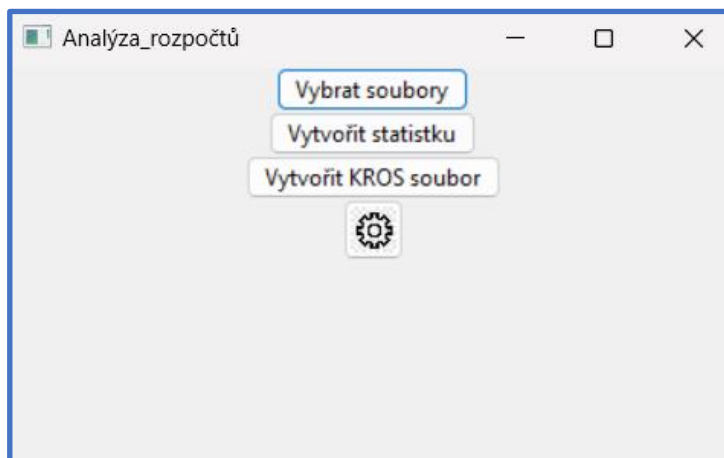 Analýza_rozpočtů
Vybrat soubory
Vytvořit statistku
Vytvořit KROS soubor